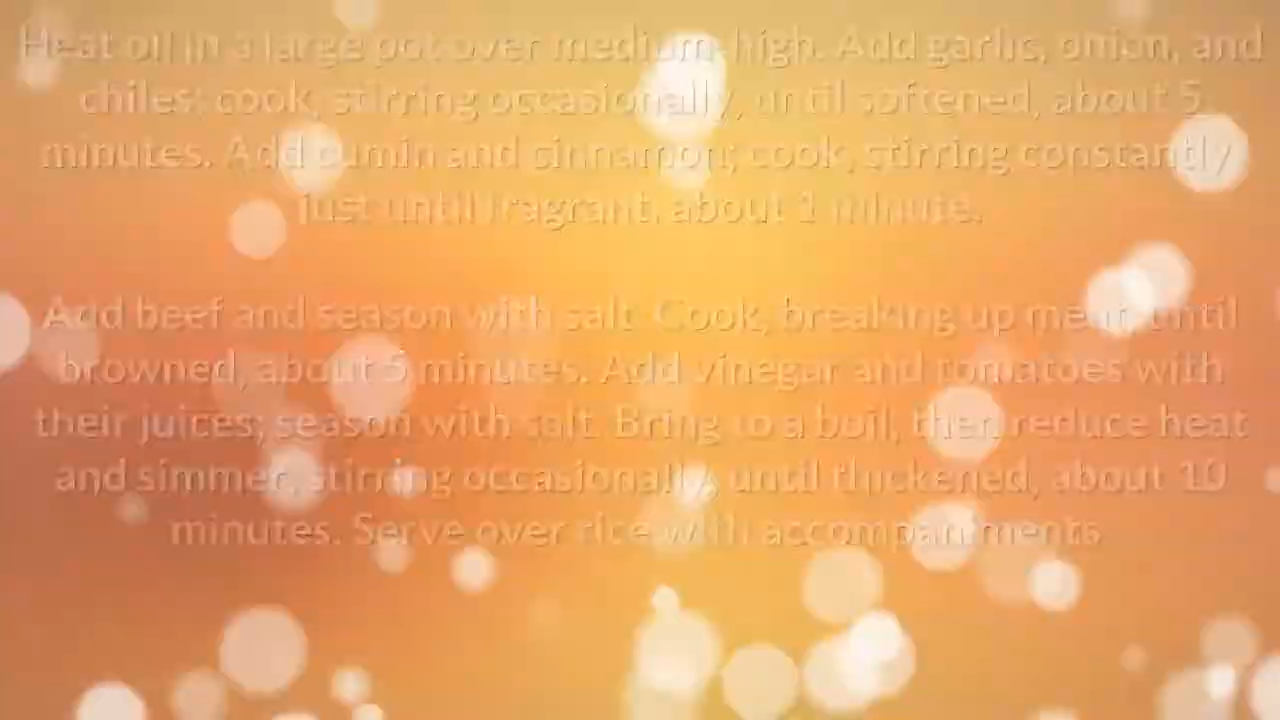 Heat oil in a large pot over medium-high. Add garlic, onion, and
chiles; cook, stirring occasionally, until softened, about 5
minutes. Add cumin and cinnamon; cook, stirring constantly
just until fragrant, about 1 minute.
Add beef and season with salt. Cook, breaking up meat, until
browned, about 5 minutes. Add vinegar and tomatoes with
their juices; season with salt. Bring to a boil, then reduce heat
and simmer, stirring occasionally, until thickened, about 10
minutes. Serve over rice with accompaniments